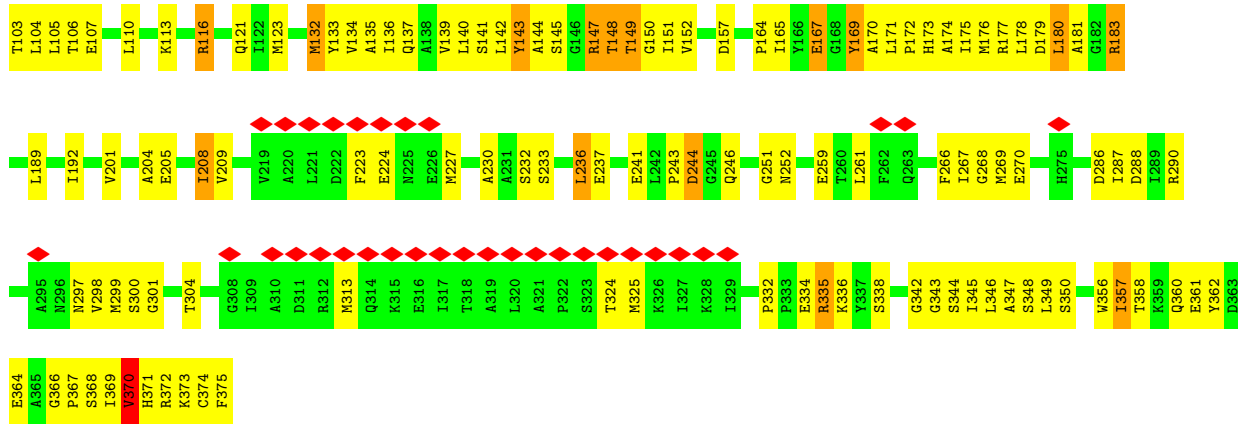 T103 L104 L105 T106 E107 L110 K113 R116 Q121 I122 M123 M132 Y133 V134 A135 I136 Q137 A138 V139 L140 S141 L142 Y143 A144 S145 G146 R147 T148 T149 G150 I151 V152 D157 P164 I165 Y166 E167 G168 Y169 A170 L171 P172 H173 A174 I175 M176 R177 L178 D179 L180 A181 G182 R183
L189 I192 V201 A204 E205 I208 V209 V219 A220 L221 D222 F223 E224 N225 E226 M227 A230 A231 S232 S233 L236 E237 E241 L242 P243 D244 G245 Q246 G251 N252 E259 T260 L261 F262 Q263 F266 I267 G268 M269 E270 H275 D286 I287 D288 I289 R290
A295 N296 N297 V298 M299 S300 G301 T304 G308 I309 A310 D311 R312 M313 Q314 K315 E316 I317 T318 A319 L320 A321 P322 S323 T324 M325 K326 I327 K328 I329 P332 P333 E334 R335 K336 Y337 S338 G342 G343 S344 I345 L346 A347 S348 L349 S350 W356 I357 T358 K359 Q360 E361 Y362 D363
E364 A365 G366 P367 S368 I369 V370 H371 R372 K373 C374 F375